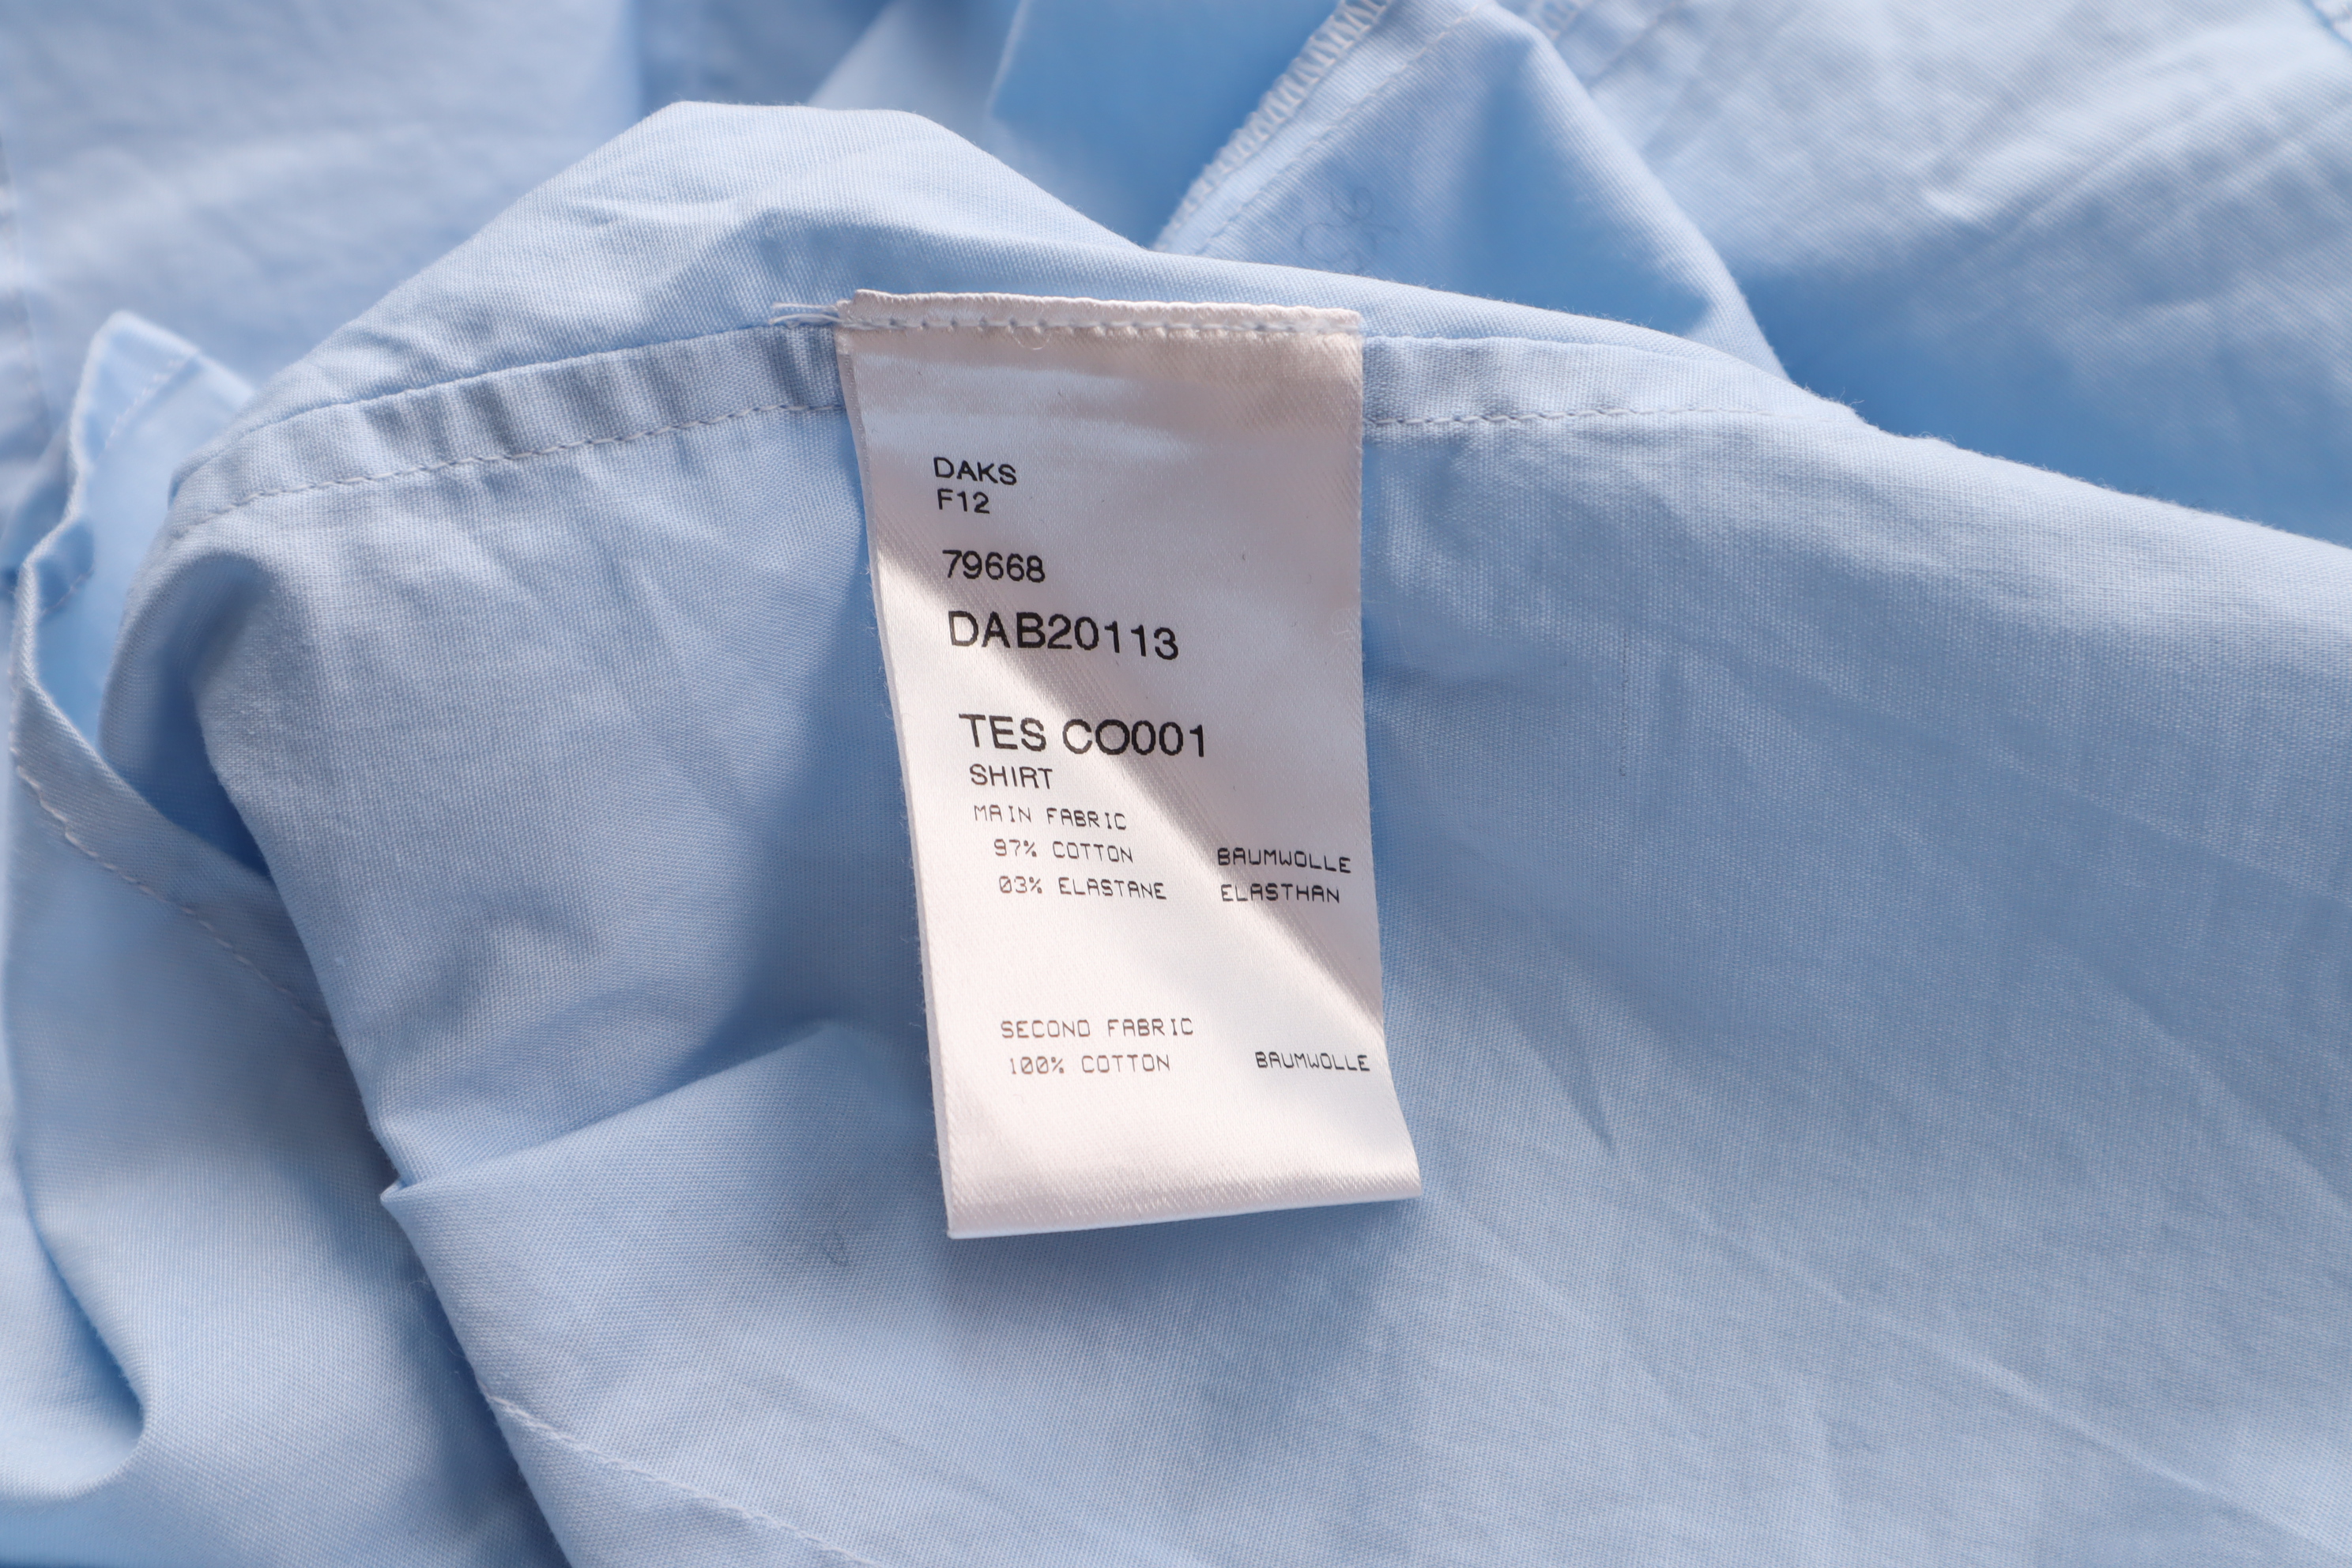 DAKS
F12
79668
DAB20113
TES CO001
SHIRT
MAIN FABRIC
97% COTTON BAUMWOLLE
03% ELASTANE ELASTHAN
SECOND FABRIC
100% COTTON BAUMWOLLE